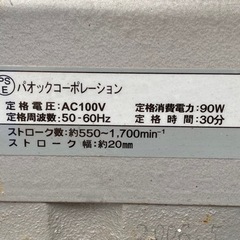 PS E パオックコーポレーション
定格電圧:AC100V 定格消費電力:90W
定格周波数:50-60Hz 定格時間:30分
ストローク数:約550~1,700min⁻¹
ストローク幅:約20mm